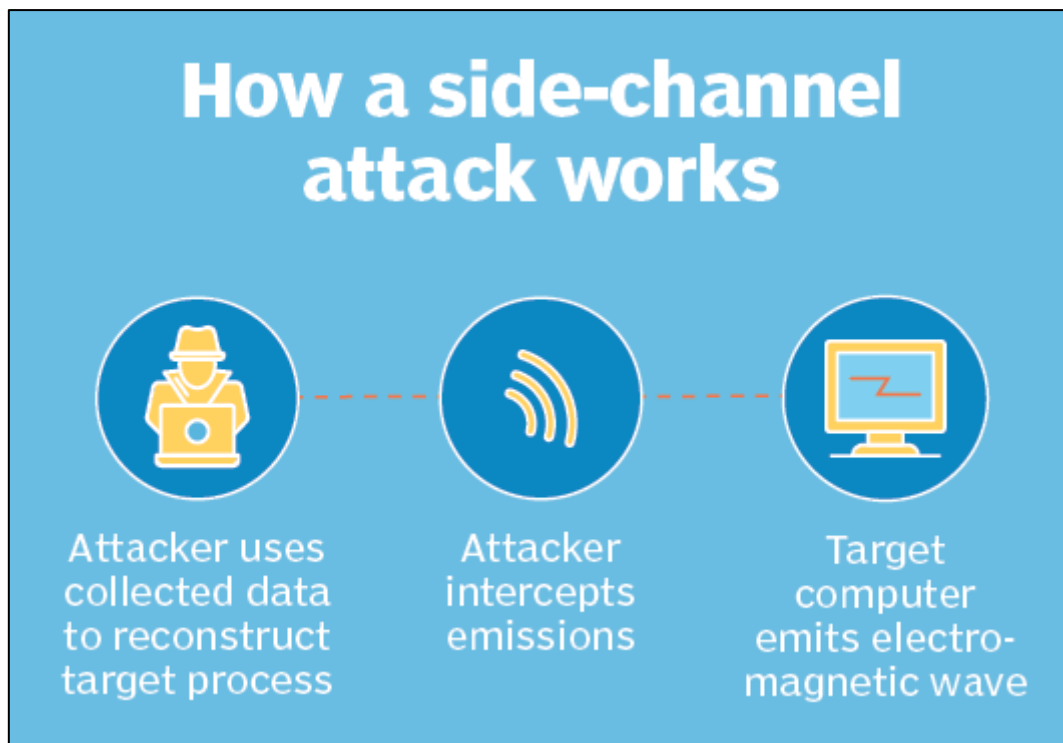 How a side-channel
attack works
Attacker uses
collected data
to reconstruct
target process
Attacker
intercepts
emissions
Target
computer
emits electro-
magnetic wave